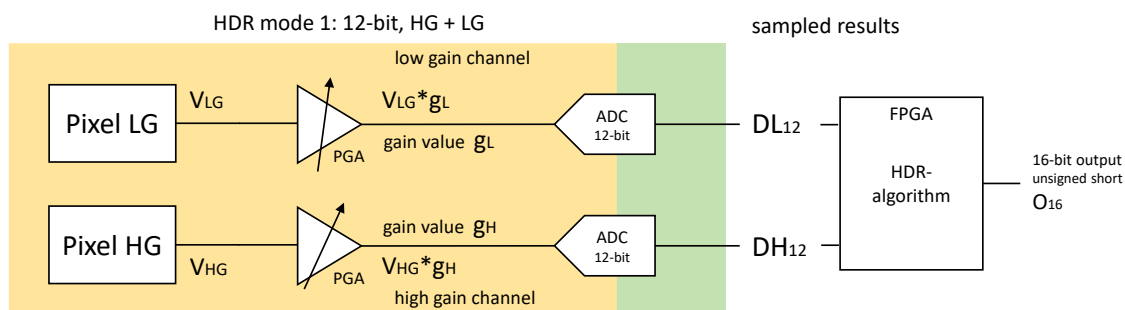 HDR mode 1: 12-bit, HG + LG
sampled results
low gain channel
Pixel LG
VLG
VLG*gL
PGA
gain value gL
ADC
12-bit
DL12
FPGA
HDR-
algorithm
16-bit output
unsigned short
O16
Pixel HG
VHG
gain value gH
PGA
VHG*gH
high gain channel
ADC
12-bit
DH12